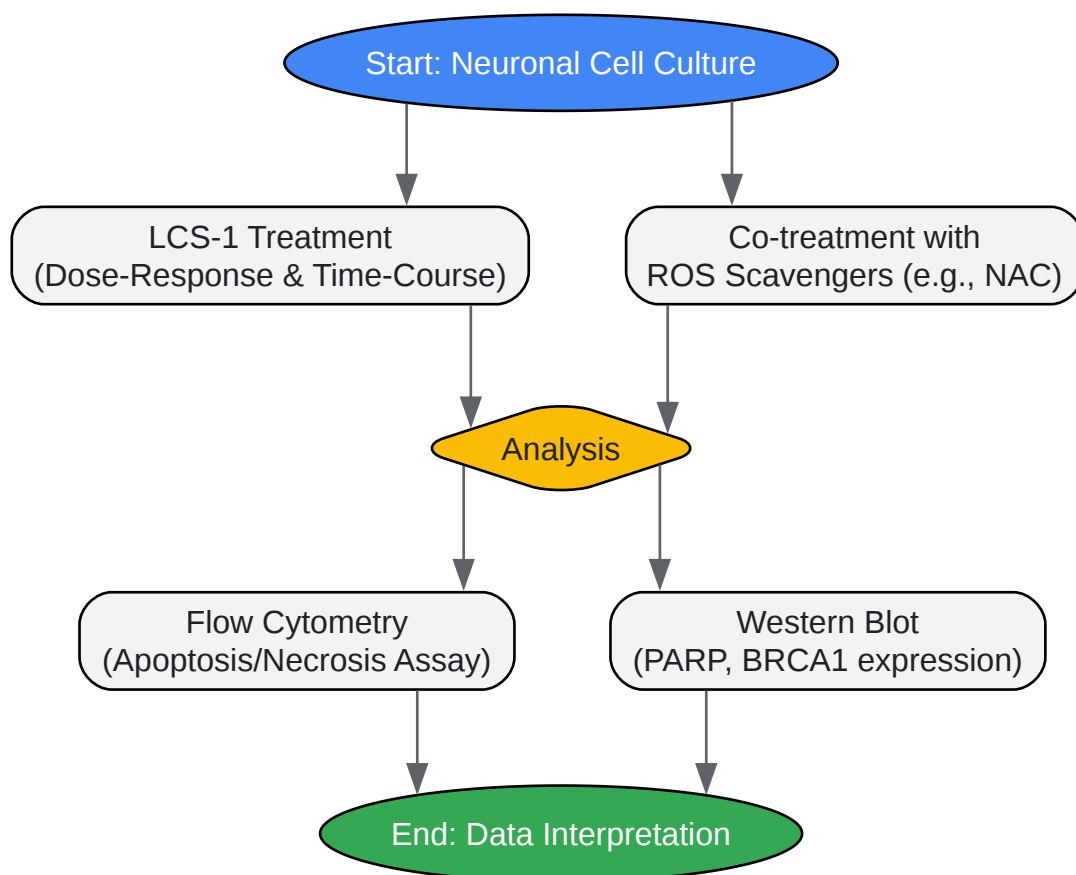 Start: Neuronal Cell Culture
LCS-1 Treatment
(Dose-Response & Time-Course)
Co-treatment with
ROS Scavengers (e.g., NAC)
Analysis
Flow Cytometry
(Apoptosis/Necrosis Assay)
Western Blot
(PARP, BRCA1 expression)
End: Data Interpretation